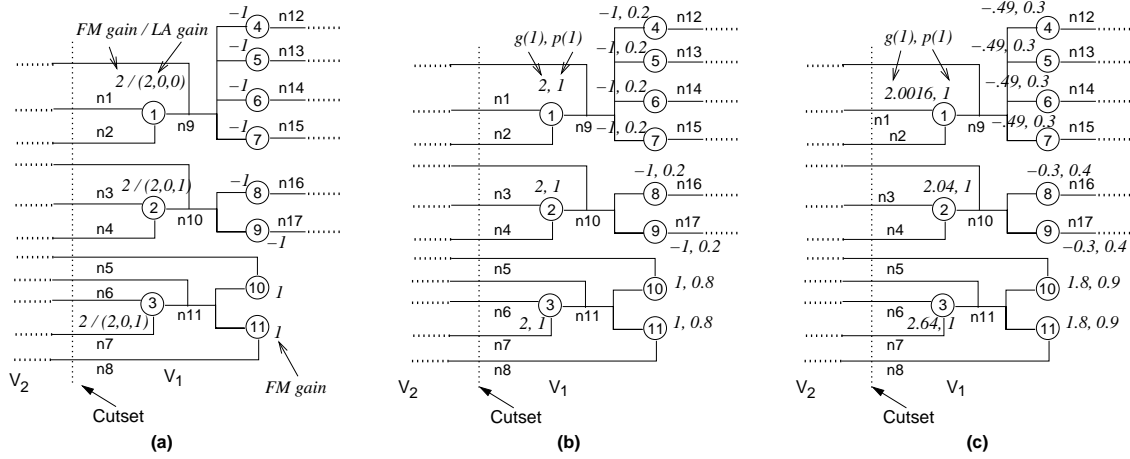 FM gain / LA gain
2 / (2,0,0)
n1
n2
1
n9
-1
4
n12
-1
5
n13
-1
6
n14
-1
7
n15
2 / (2,0,1)
n3
n4
2
n10
-1
8
n16
9
n17
-1
n5
n6
3
n11
2 / (2,0,1)
n7
n8
10
1
11
1
FM gain
V2
V1
Cutset
(a)
g(1), p(1)
2, 1
n1
n2
1
n9
-1, 0.2
4
n12
-1, 0.2
5
n13
-1, 0.2
6
n14
-1, 0.2
7
n15
2, 1
n3
n4
2
n10
-1, 0.2
8
n16
9
n17
-1, 0.2
n5
n6
3
n11
2, 1
n7
n8
10
1, 0.8
11
1, 0.8
V2
V1
Cutset
(b)
g(1), p(1)
2.0016, 1
n1
n2
1
n9
-.49, 0.3
4
n12
-.49, 0.3
5
n13
-.49, 0.3
6
n14
-.49, 0.3
7
n15
2.04, 1
n3
n4
2
n10
-0.3, 0.4
8
n16
9
n17
-0.3, 0.4
n5
n6
3
n11
2.64, 1
n7
n8
10
1.8, 0.9
11
1.8, 0.9
V2
V1
Cutset
(c)